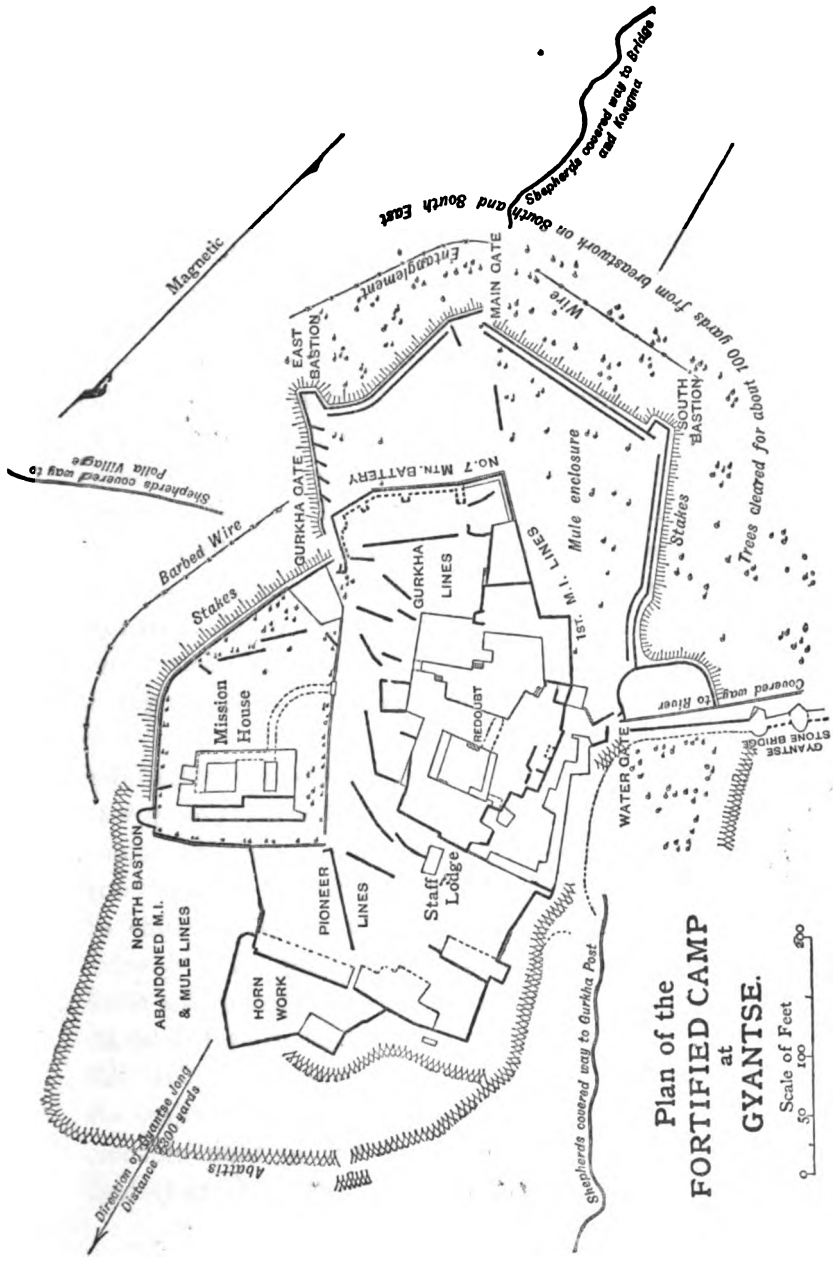 Magnetic
Shepherds covered way to Bridge
and Kongma
Shepherds covered way to
Palla Village
Trees cleared for about 100 yards from breastwork on South and South East
Wire
Entanglement
MAIN GATE
EAST
BASTION
SOUTH
BASTION
Stakes
GURKHA GATE
Barbed Wire
Stakes
No. 7 MTN. BATTERY
Mule enclosure
1ST. M. I. LINES
GURKHA
LINES
REDOUBT
Mission
House
NORTH BASTION
ABANDONED M.I.
& MULE LINES
PIONEER
LINES
Staff
Lodge
HORN
WORK
WATER GATE
Covered way to River
GYANTSE
STONE BRIDGE
Direction of Gyantse Jong
Distance yards
Abattis
Shepherds covered way to Gurkha Post
Plan of the
FORTIFIED CAMP
at
GYANTSE.
Scale of Feet
0 50 100 200